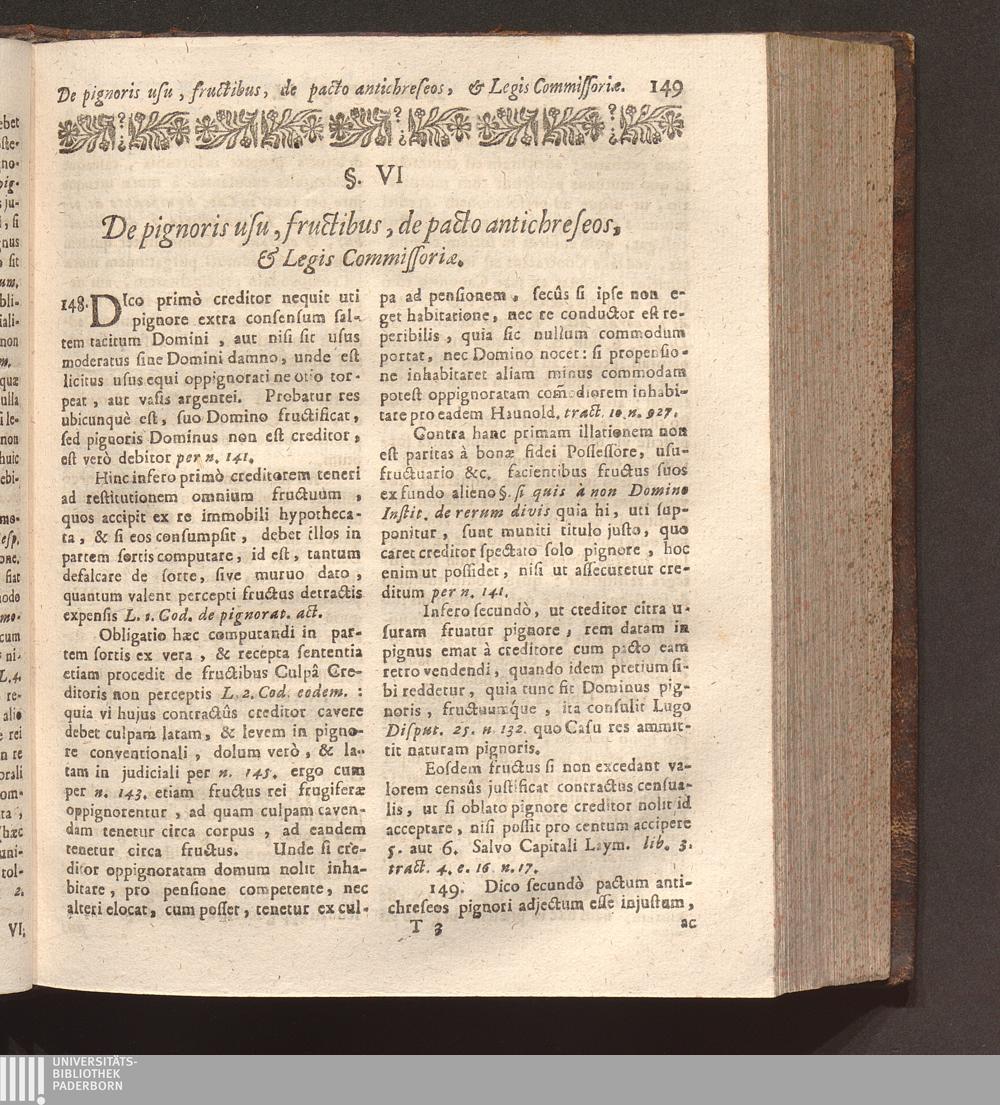 De pignoris usu, fructibus, de pacto antichreseos, & Legis Commissoriæ. 149
§. VI
De pignoris usu, fructibus, de pacto antichreseos,
& Legis Commissoriæ.
148. DIco primò creditor nequit uti
pignore extra consensum sal-
tem tacitum Domini, aut nisi sit usus
moderatus sine Domini damno, unde est
licitus usus equi oppignorati ne otio tor-
peat, aut vasis argentei. Probatur res
ubicunquè est, suo Domino fructificat,
sed pignoris Dominus non est creditor,
est verò debitor per n. 141.
Hinc infero primò creditorem teneri
ad restitutionem omnium fructuum,
quos accipit ex re immobili hypotheca-
ta, & si eos consumpsit, debet illos in
partem sortis computare, id est, tantum
defalcare de sorte, sive mutuo dato,
quantum valent percepti fructus detractis
expensis L. 1. Cod. de pignorat. act.
Obligatio hæc computandi in par-
tem sortis ex vera, & recepta sententia
etiam procedit de fructibus Culpâ Cre-
ditoris non perceptis L. 2. Cod. eodem. :
quia vi hujus contractûs creditor cavere
debet culpam latam, & levem in pigno-
re conventionali, dolum verò, & la-
tam in judiciali per n. 145. ergo cum
per n. 143. etiam fructus rei frugiferæ
oppignorentur, ad quam culpam caven-
dam tenetur circa corpus, ad eandem
tenetur circa fructus. Unde si cre-
ditor oppignoratam domum nolit inha-
bitare, pro pensione competente, nec
alteri elocat, cum posset, tenetur ex cul-
pa ad pensionem, secûs si ipse non e-
get habitatione, nec re conductor est re-
peribilis, quia sic nullum commodum
portat, nec Domino nocet: si propensio-
ne inhabitaret aliam minus commodam
potest oppignoratam com̃odiorem inhabi-
tare pro eadem Haunold. tract. 10. n. 927.
Contra hanc primam illationem non
est paritas à bonæ fidei Possessore, usu-
fructuario &c. facientibus fructus suos
ex fundo alieno §. si quis à non Domino
Instit. de rerum divis quia hi, uti sup-
ponitur, sunt muniti titulo justo, quo
caret creditor spectato solo pignore, hoc
enim ut possidet, nisi ut assecuretur cre-
ditum per n. 141.
Infero secundò, ut creditor citra u-
suram fruatur pignore, rem datam in
pignus emat à creditore cum pacto eam
retro vendendi, quando idem pretium si-
bi reddetur, quia tunc fit Dominus pig-
noris, fructuumq́ue, ita consulit Lugo
Disput. 25. n. 132. quo Casu res ammit-
tit naturam pignoris.
Eosdem fructus si non excedant va-
lorem censûs justificat contractus censua-
lis, ut si oblato pignore creditor nolit id
acceptare, nisi possit pro centum accipere
5. aut 6. Salvo Capitali Laym. lib. 3.
tract. 4. c. 16. n. 17.
149. Dico secundò pactum anti-
chreseos pignori adjectum esse injustum,
T 3 ac
VI.
UNIVERSITÄTS-
BIBLIOTHEK
PADERBORN